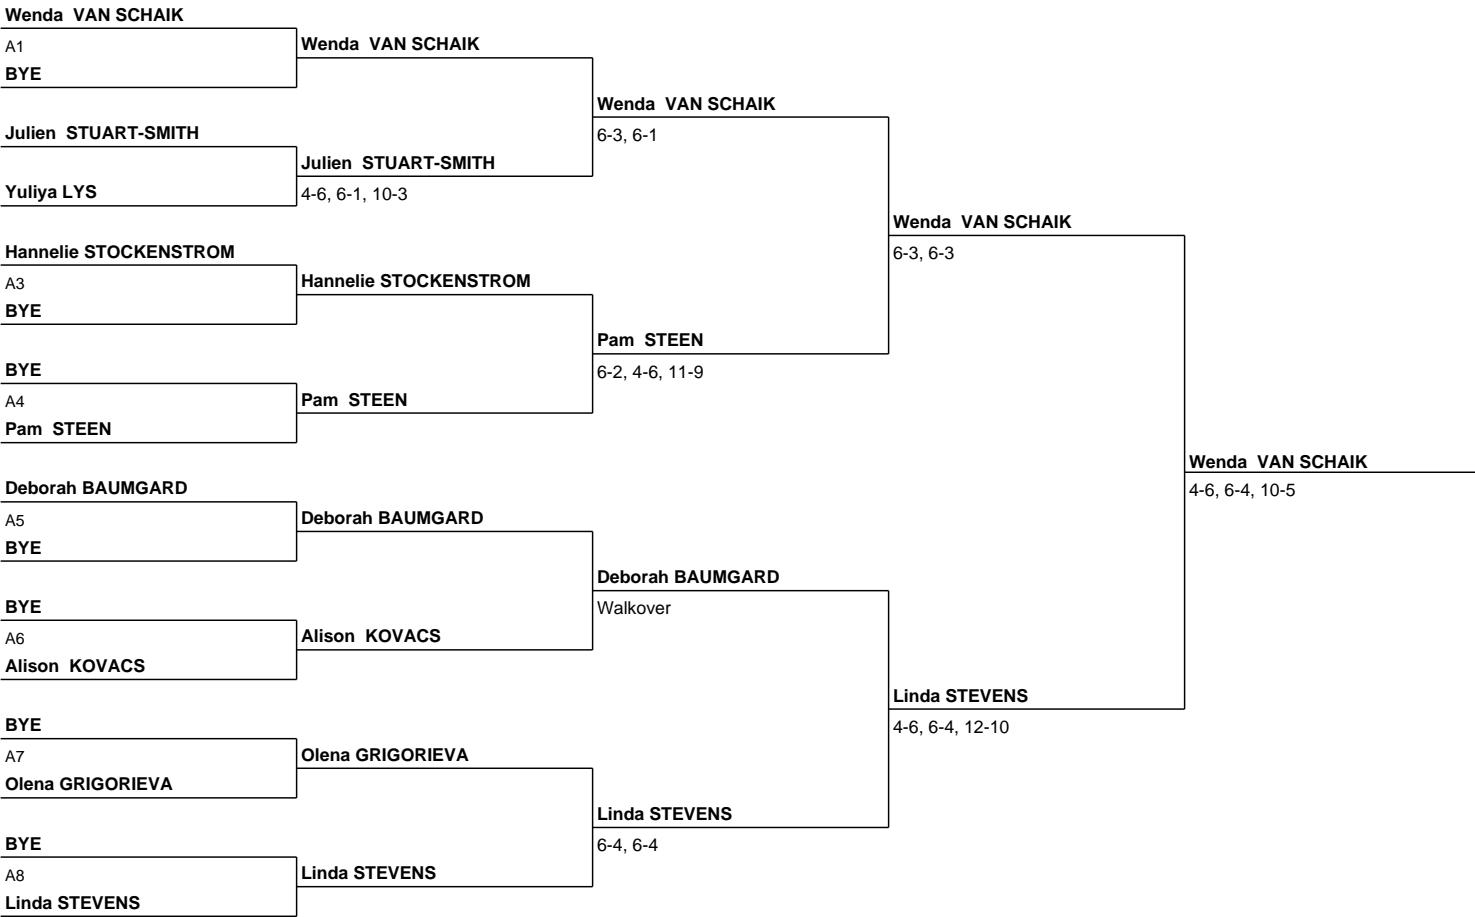 Wenda  VAN SCHAIK
A1
BYE
Julien  STUART-SMITH
Yuliya LYS
Hannelie STOCKENSTROM
A3
BYE
BYE
A4
Pam  STEEN
Deborah BAUMGARD
A5
BYE
BYE
A6
Alison  KOVACS
BYE
A7
Olena GRIGORIEVA
BYE
A8
Linda STEVENS
Wenda  VAN SCHAIK
Julien  STUART-SMITH
4-6, 6-1, 10-3
Hannelie STOCKENSTROM
Pam  STEEN
Deborah BAUMGARD
Alison  KOVACS
Olena GRIGORIEVA
Linda STEVENS
Wenda  VAN SCHAIK
6-3, 6-1
Pam  STEEN
6-2, 4-6, 11-9
Deborah BAUMGARD
Walkover
Linda STEVENS
6-4, 6-4
Wenda  VAN SCHAIK
6-3, 6-3
Linda STEVENS
4-6, 6-4, 12-10
Wenda  VAN SCHAIK
4-6, 6-4, 10-5